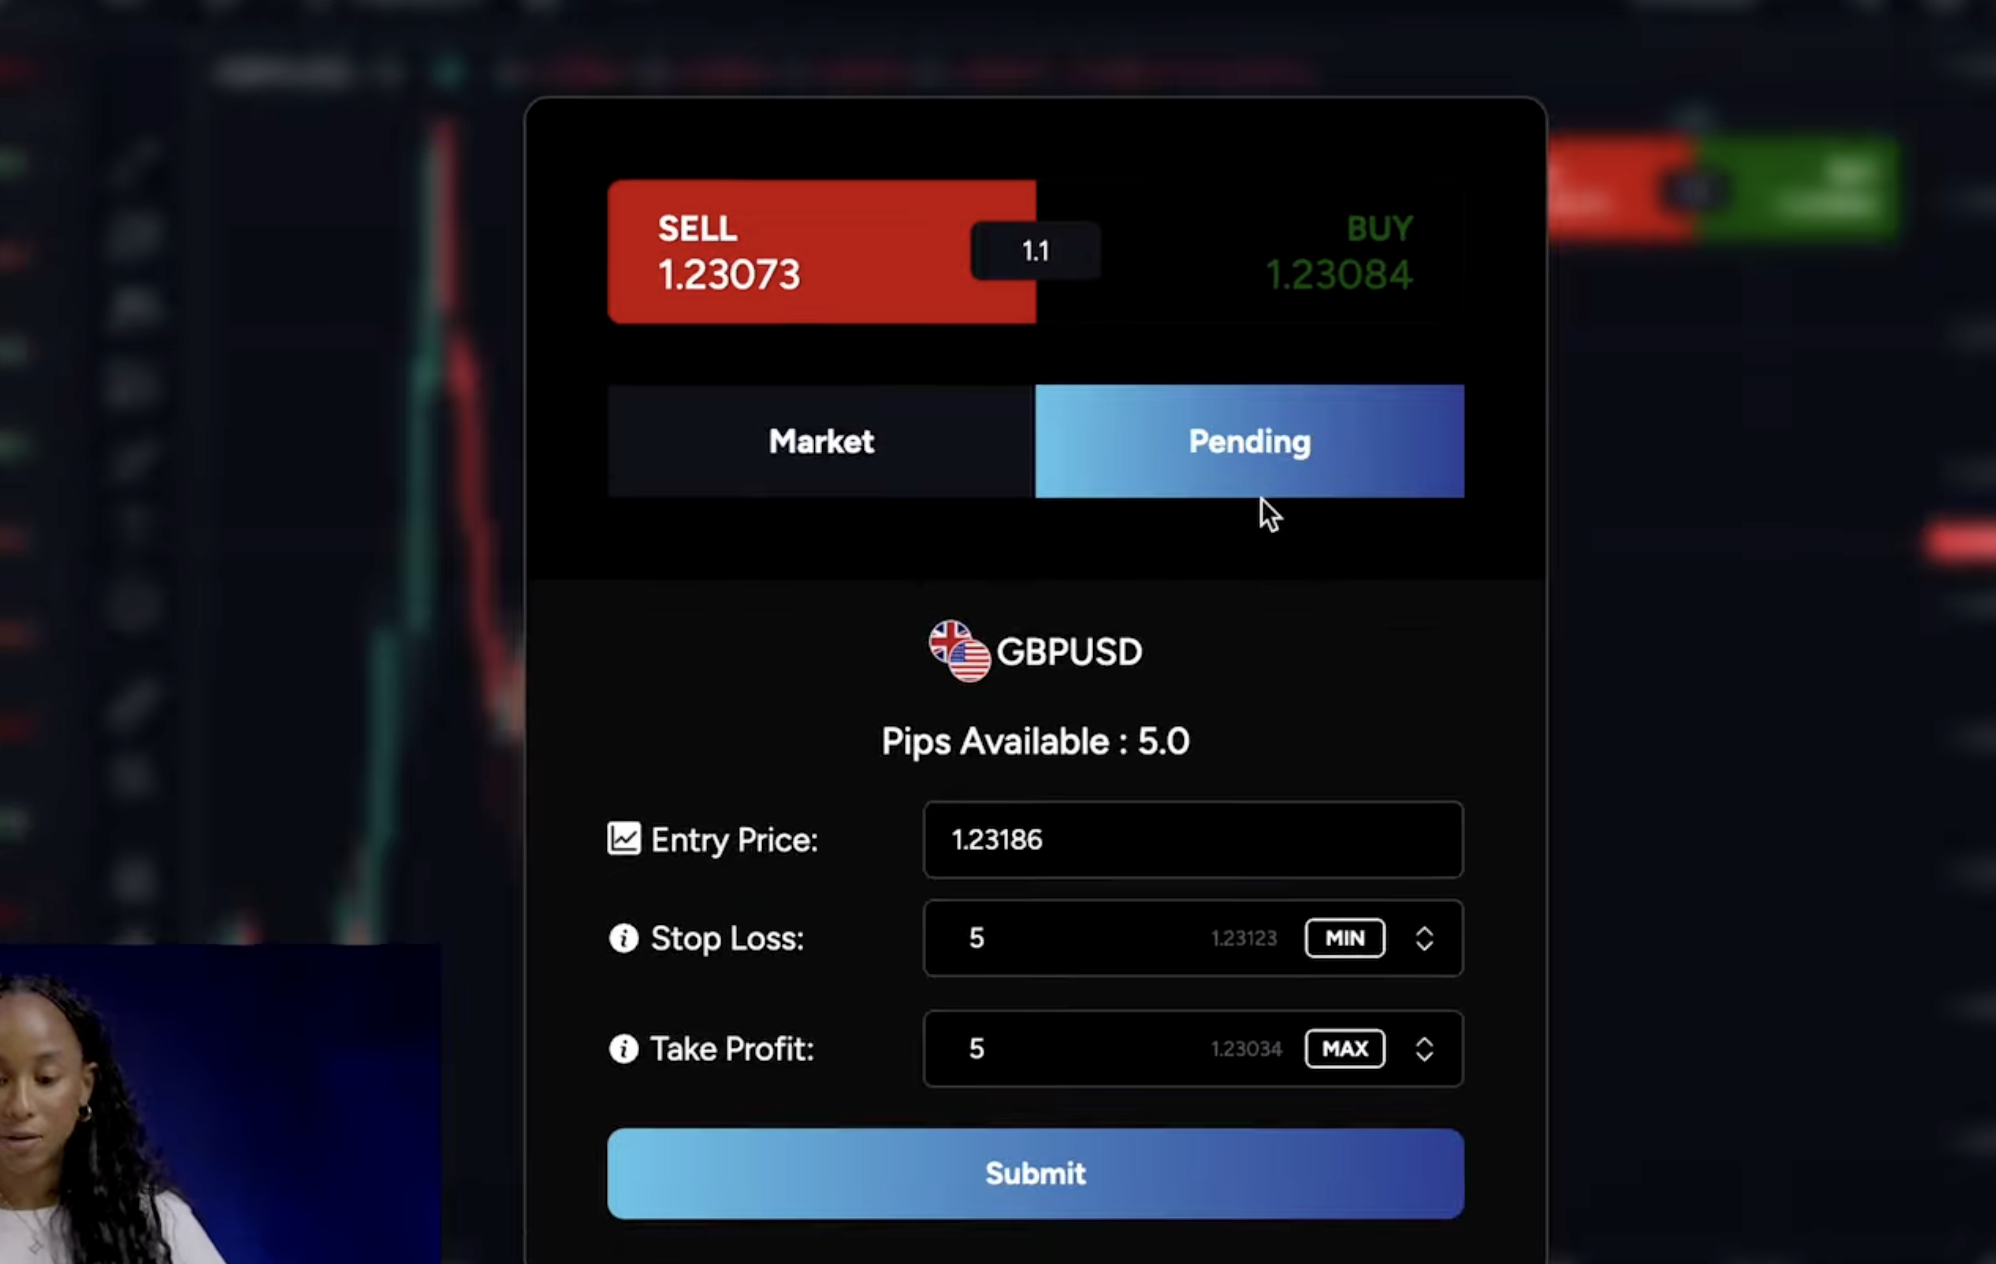 SELL
1.23073
1.1
BUY
1.23084
Market
Pending
GBPUSD
Pips Available : 5.0
Entry Price:
1.23186
Stop Loss:
5
1.23123
MIN
Take Profit:
5
1.23034
MAX
Submit